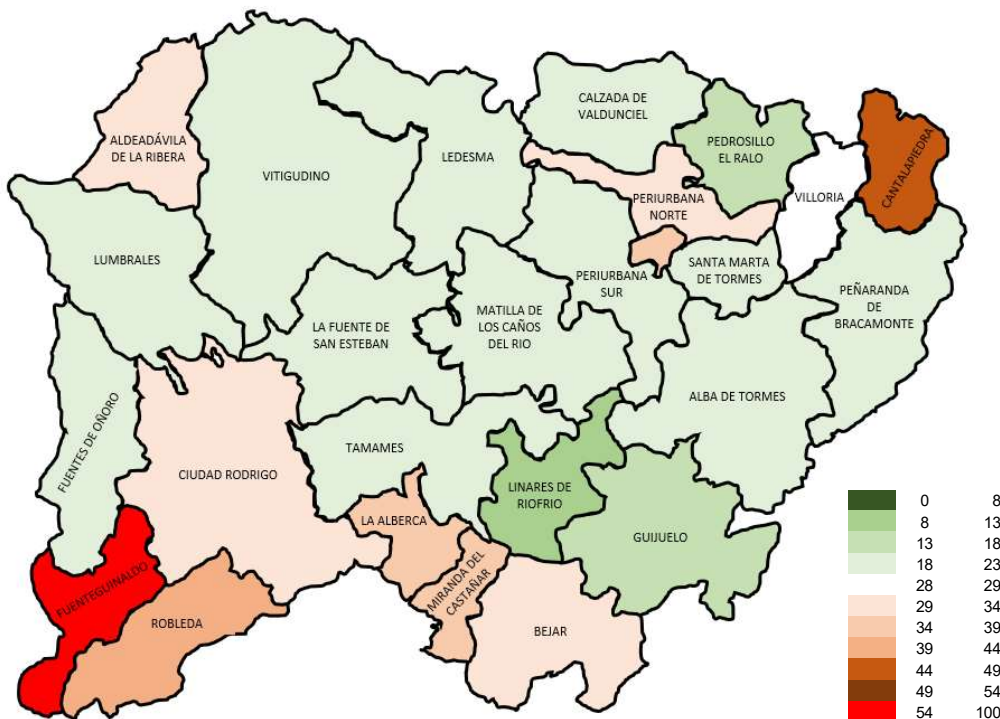 CALZADA DE
VALDUNCIEL
ALDEADÁVILA
DE LA RIBERA
VITIGUDINO
LEDESMA
PEDROSILLO
EL RALO
CANTALAPIEDRA
VILLORIA
PERIURBANA
NORTE
LUMBRALES
SANTA MARTA
DE TORMES
PERIURBANA
SUR
PEÑARANDA
DE
BRACAMONTE
LA FUENTE DE
SAN ESTEBAN
MATILLA DE
LOS CAÑOS
DEL RIO
ALBA DE TORMES
FUENTES DE OÑORO
TAMAMES
CIUDAD RODRIGO
LINARES DE
RIOFRIO
LA ALBERCA
GUIJUELO
FUENTEGUINALDO
MIRANDA DEL
CASTAÑAR
ROBLEDA
BEJAR
0 8
8 13
13 18
18 23
28 29
29 34
34 39
39 44
44 49
49 54
54 100